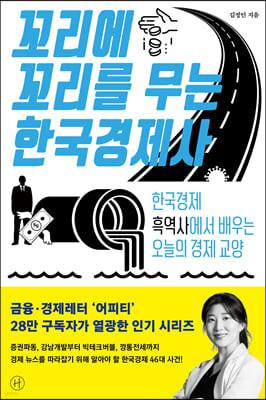 김정인 지음
꼬리에
꼬리를 무는
한국경제사
한국경제
흑역사에서 배우는
오늘의 경제 교양
금융·경제레터 ‘어피티’
28만 구독자가 열광한 인기 시리즈
증권파동, 강남개발부터 빅테크버블, 깡통전세까지
경제 뉴스를 따라잡기 위해 알아야 할 한국경제 46대 사건!
H